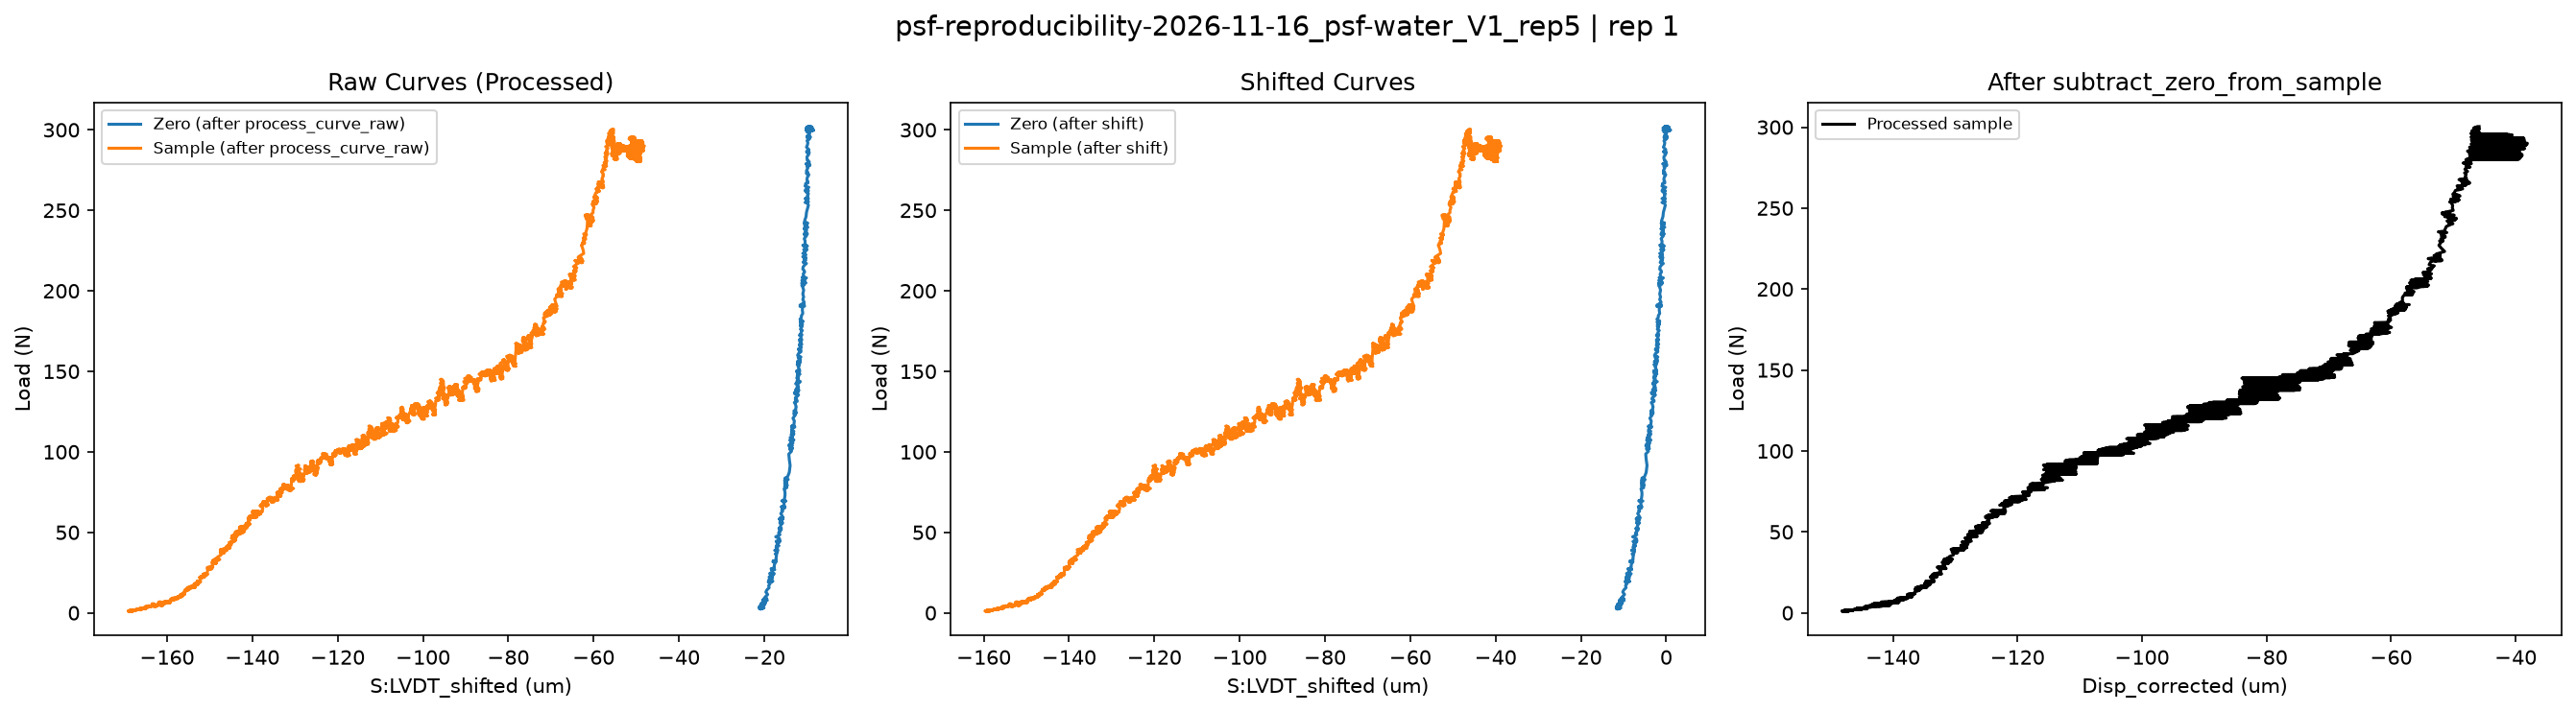 psf-reproducibility-2026-11-16_psf-water_V1_rep5 | rep 1
Raw Curves (Processed)
Zero (after process_curve_raw)
Sample (after process_curve_raw)
Load (N)
300
250
200
150
100
50
0
−160
−140
−120
−100
−80
−60
−40
−20
S:LVDT_shifted (um)
Shifted Curves
Zero (after shift)
Sample (after shift)
Load (N)
300
250
200
150
100
50
0
−160
−140
−120
−100
−80
−60
−40
−20
0
S:LVDT_shifted (um)
After subtract_zero_from_sample
Processed sample
Load (N)
300
250
200
150
100
50
0
−140
−120
−100
−80
−60
−40
Disp_corrected (um)